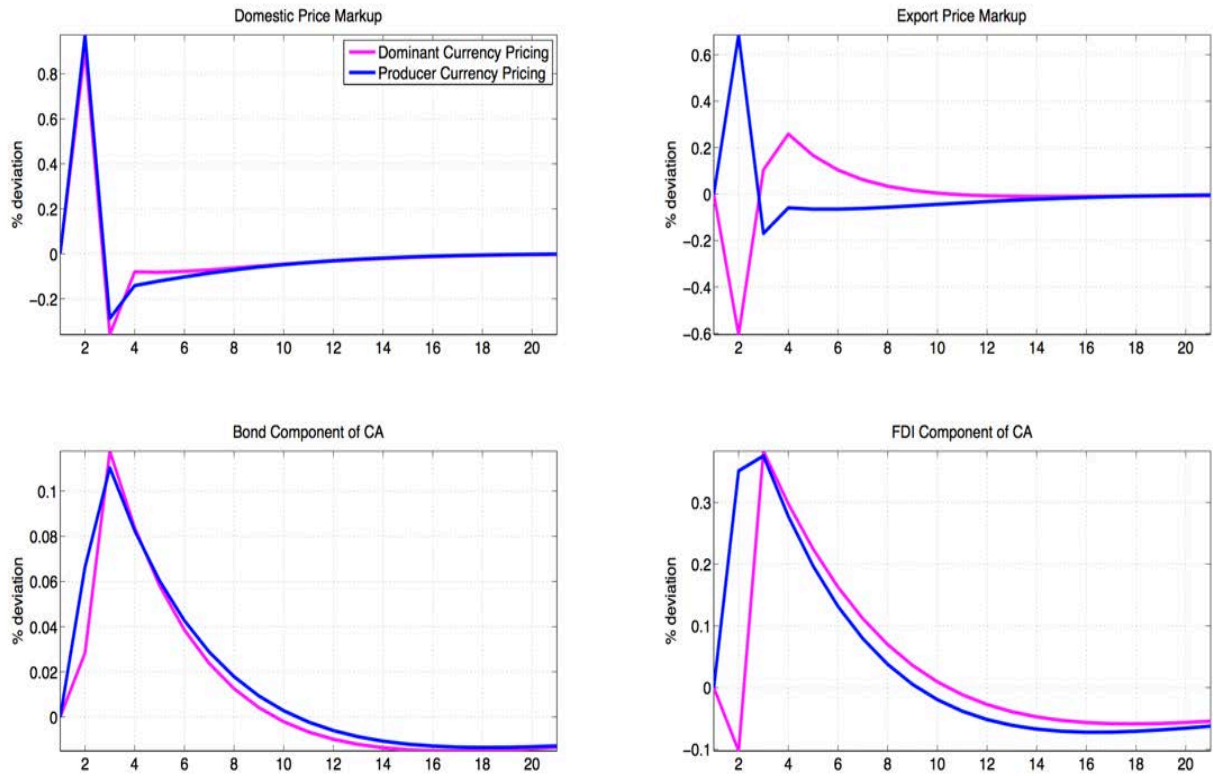 Domestic Price Markup
Export Price Markup
Dominant Currency Pricing
Producer Currency Pricing
% deviation
0.8
0.6
0.4
0.2
0
−0.2
2 4 6 8 10 12 14 16 18 20
% deviation
0.6
0.4
0.2
0
−0.2
−0.4
−0.6
2 4 6 8 10 12 14 16 18 20
Bond Component of CA
FDI Component of CA
% deviation
0.1
0.08
0.06
0.04
0.02
0
2 4 6 8 10 12 14 16 18 20
% deviation
0.3
0.2
0.1
0
−0.1
2 4 6 8 10 12 14 16 18 20